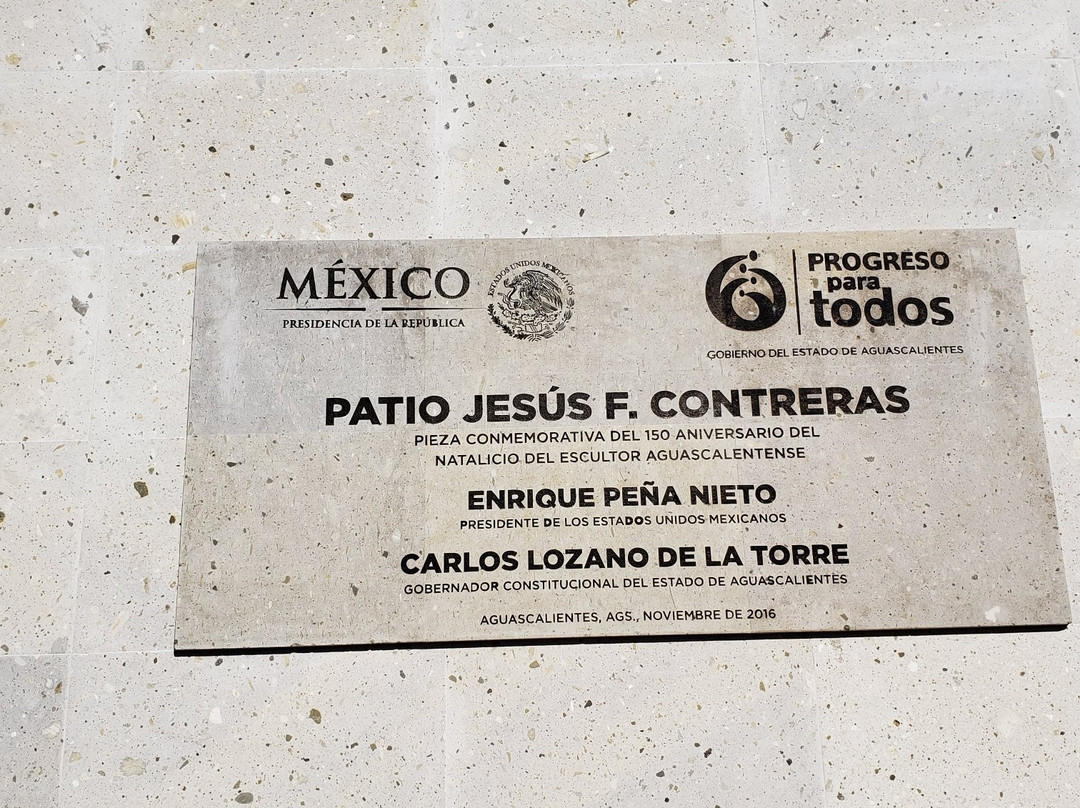 MÉXICO
PRESIDENCIA DE LA REPÚBLICA
ESTADOS UNIDOS MEXICANOS
PROGRESO
para
todos
GOBIERNO DEL ESTADO DE AGUASCALIENTES
PATIO JESÚS F. CONTRERAS
PIEZA CONMEMORATIVA DEL 150 ANIVERSARIO DEL
NATALICIO DEL ESCULTOR AGUASCALENTENSE
ENRIQUE PEÑA NIETO
PRESIDENTE DE LOS ESTADOS UNIDOS MEXICANOS
CARLOS LOZANO DE LA TORRE
GOBERNADOR CONSTITUCIONAL DEL ESTADO DE AGUASCALIENTES
AGUASCALIENTES, AGS., NOVIEMBRE DE 2016